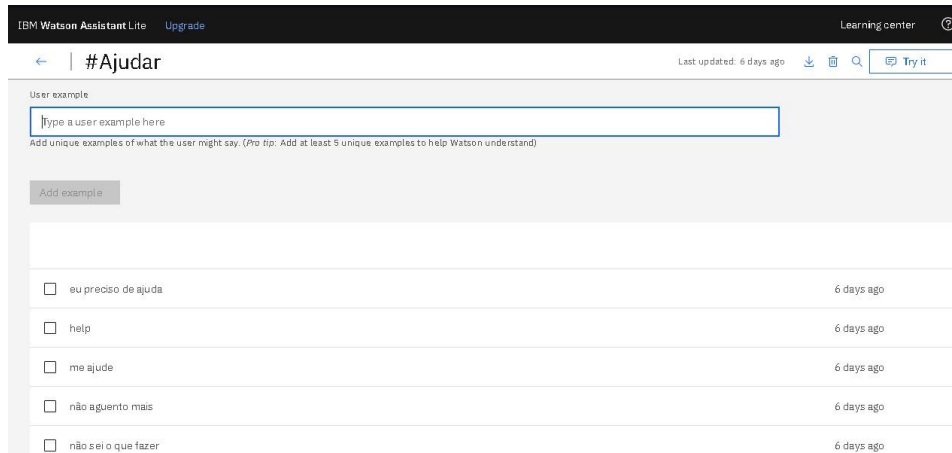 IBM Watson Assistant Lite Upgrade Learning center
#Ajudar Last updated: 6 days ago Try it
User example
Type a user example here
Add unique examples of what the user might say. (Pro tip: Add at least 5 unique examples to help Watson understand)
Add example
eu preciso de ajuda 6 days ago
help 6 days ago
me ajude 6 days ago
não aguento mais 6 days ago
não sei o que fazer 6 days ago